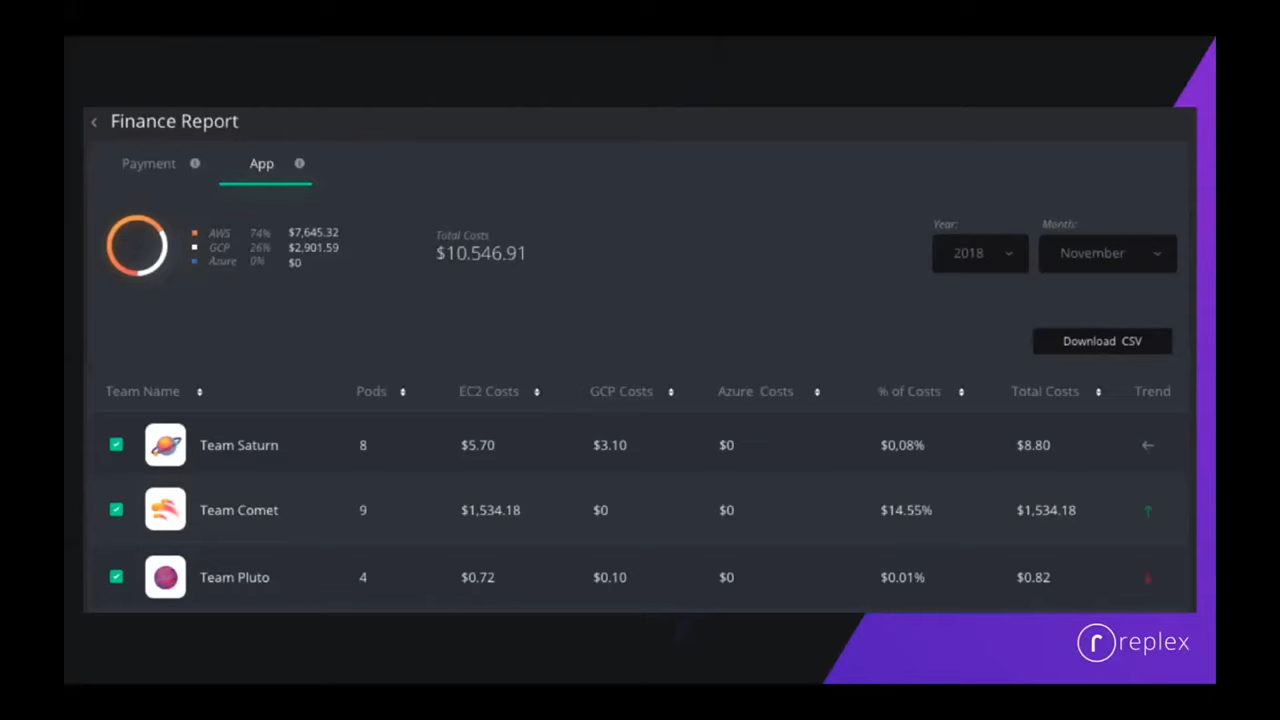 Finance Report
Payment
App
AWS 74% $7,645.32
GCP 26% $2,901.59
Azure 0% $0
Total Costs
$10.546.91
Year:
Month:
2018
November
Download CSV
Team Name Pods EC2 Costs GCP Costs Azure Costs % of Costs Total Costs Trend
Team Saturn 8 $5.70 $3.10 $0 $0,08% $8.80
Team Comet 9 $1,534.18 $0 $0 $14.55% $1,534.18
Team Pluto 4 $0.72 $0.10 $0 $0.01% $0.82
r replex